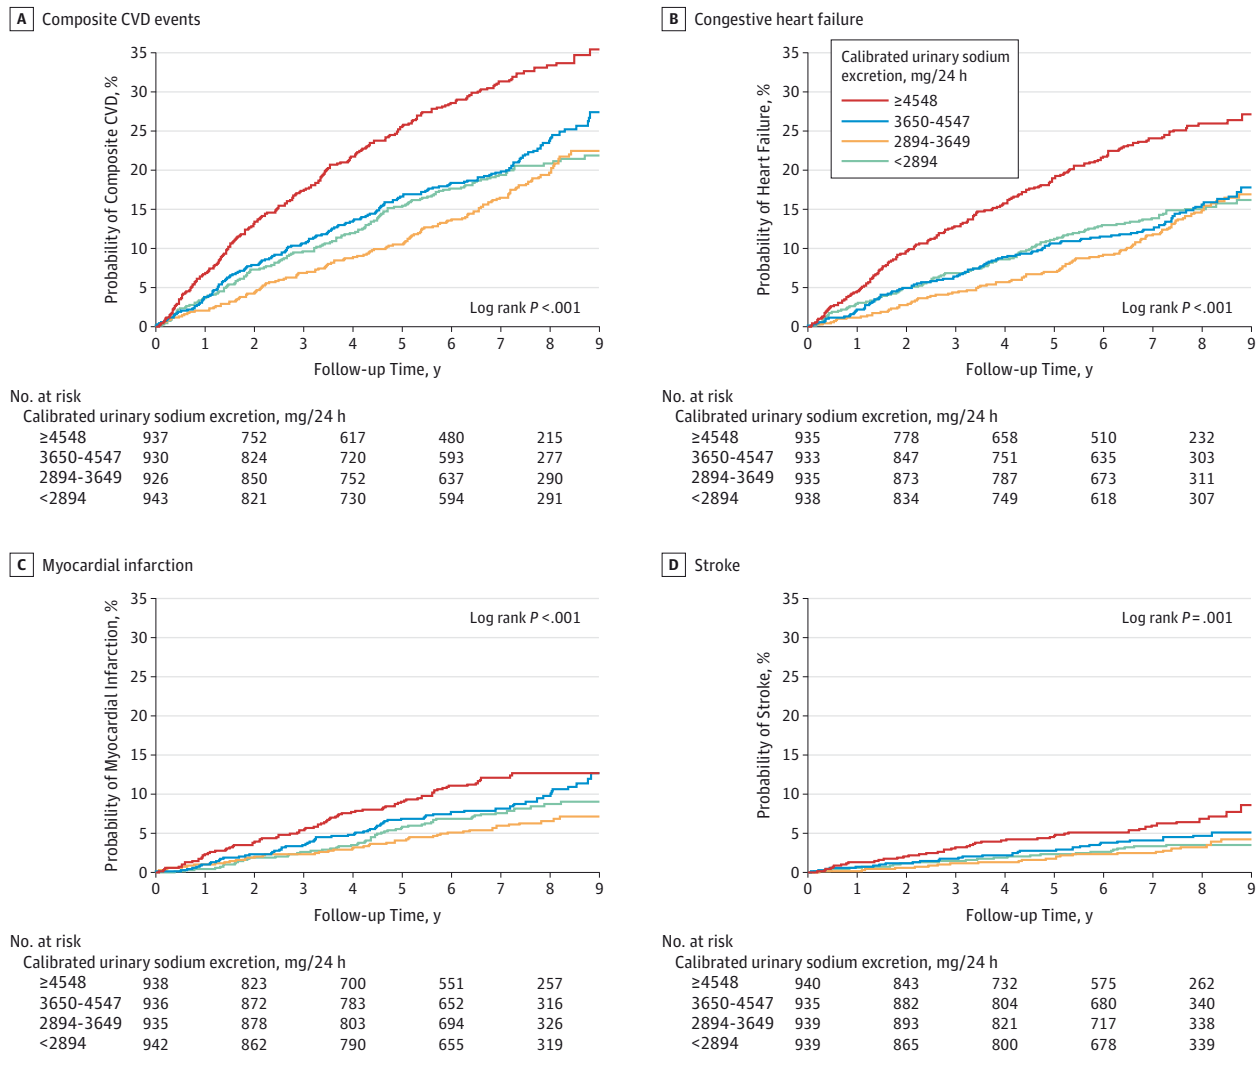 A Composite CVD events
35
30
25
20
15
10
5
0
Probability of Composite CVD, %
Log rank P <.001
0 1 2 3 4 5 6 7 8 9
Follow-up Time, y
No. at risk
Calibrated urinary sodium excretion, mg/24 h
≥4548 937 752 617 480 215
3650-4547 930 824 720 593 277
2894-3649 926 850 752 637 290
<2894 943 821 730 594 291
B Congestive heart failure
35
30
25
20
15
10
5
0
Probability of Heart Failure, %
Calibrated urinary sodium
excretion, mg/24 h
≥4548
3650-4547
2894-3649
<2894
Log rank P <.001
0 1 2 3 4 5 6 7 8 9
Follow-up Time, y
No. at risk
Calibrated urinary sodium excretion, mg/24 h
≥4548 935 778 658 510 232
3650-4547 933 847 751 635 303
2894-3649 935 873 787 673 311
<2894 938 834 749 618 307
C Myocardial infarction
35
30
25
20
15
10
5
0
Probability of Myocardial Infarction, %
Log rank P <.001
0 1 2 3 4 5 6 7 8 9
Follow-up Time, y
No. at risk
Calibrated urinary sodium excretion, mg/24 h
≥4548 938 823 700 551 257
3650-4547 936 872 783 652 316
2894-3649 935 878 803 694 326
<2894 942 862 790 655 319
D Stroke
35
30
25
20
15
10
5
0
Probability of Stroke, %
Log rank P = .001
0 1 2 3 4 5 6 7 8 9
Follow-up Time, y
No. at risk
Calibrated urinary sodium excretion, mg/24 h
≥4548 940 843 732 575 262
3650-4547 935 882 804 680 340
2894-3649 939 893 821 717 338
<2894 939 865 800 678 339